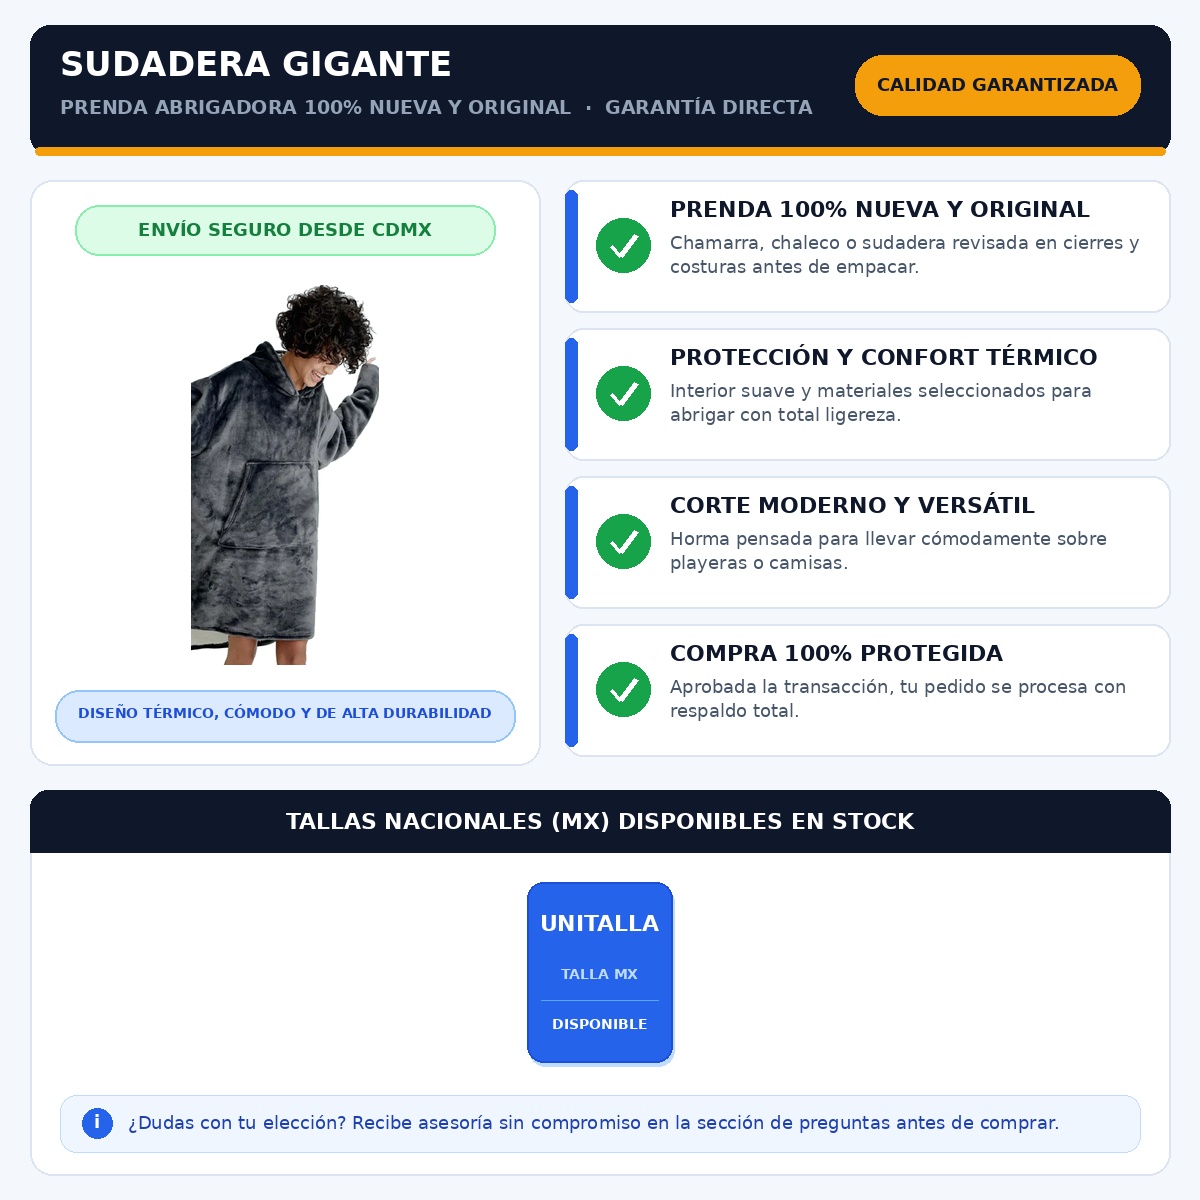 SUDADERA GIGANTE
PRENDA ABRIGADORA 100% NUEVA Y ORIGINAL · GARANTÍA DIRECTA
CALIDAD GARANTIZADA
ENVÍO SEGURO DESDE CDMX
DISEÑO TÉRMICO, CÓMODO Y DE ALTA DURABILIDAD
PRENDA 100% NUEVA Y ORIGINAL
Chamarra, chaleco o sudadera revisada en cierres y
costuras antes de empacar.
PROTECCIÓN Y CONFORT TÉRMICO
Interior suave y materiales seleccionados para
abrigar con total ligereza.
CORTE MODERNO Y VERSÁTIL
Horma pensada para llevar cómodamente sobre
playeras o camisas.
COMPRA 100% PROTEGIDA
Aprobada la transacción, tu pedido se procesa con
respaldo total.
TALLAS NACIONALES (MX) DISPONIBLES EN STOCK
UNITALLA
TALLA MX
DISPONIBLE
i ¿Dudas con tu elección? Recibe asesoría sin compromiso en la sección de preguntas antes de comprar.